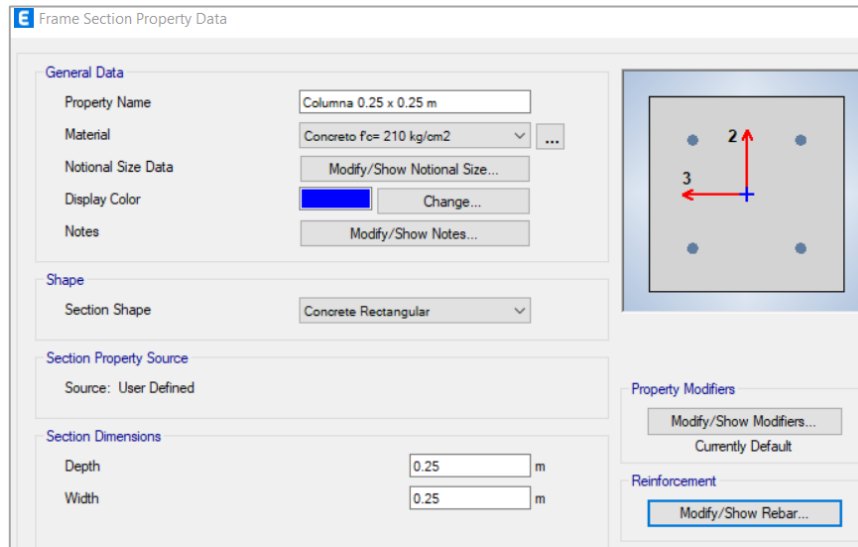 E Frame Section Property Data
General Data
Property Name Columna 0.25 x 0.25 m
Material Concreto f'c= 210 kg/cm2 ...
Notional Size Data Modify/Show Notional Size...
Display Color Change...
Notes Modify/Show Notes...
Shape
Section Shape Concrete Rectangular
Section Property Source
Source: User Defined
Section Dimensions
Depth 0.25 m
Width 0.25 m
2
3
Property Modifiers
Modify/Show Modifiers...
Currently Default
Reinforcement
Modify/Show Rebar...